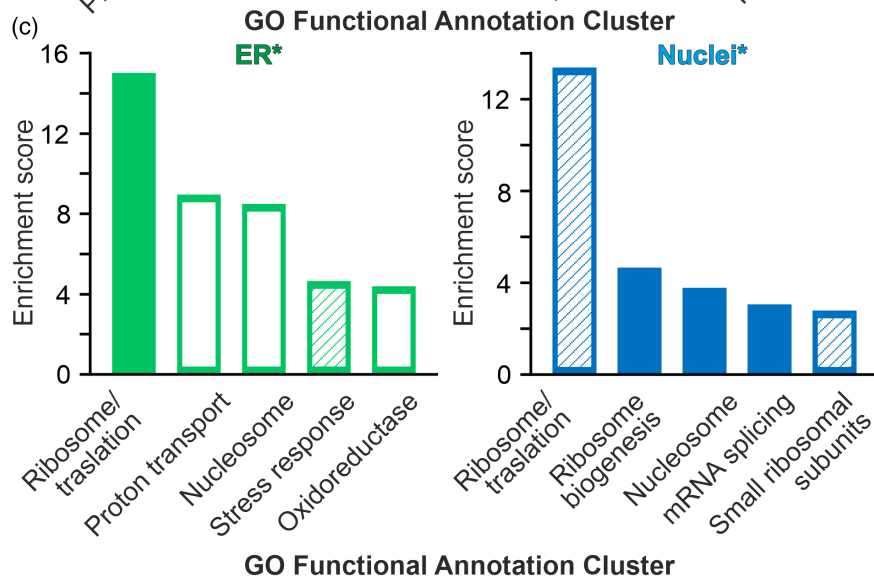 GO Functional Annotation Cluster
(c)
ER*
Enrichment score
16
12
8
4
0
Ribosome/
traslation
Proton transport
Nucleosome
Stress response
Oxidoreductase
Nuclei*
Enrichment score
12
8
4
0
Ribosome/
traslation
Ribosome
biogenesis
Nucleosome
mRNA splicing
Small ribosomal
subunits
GO Functional Annotation Cluster